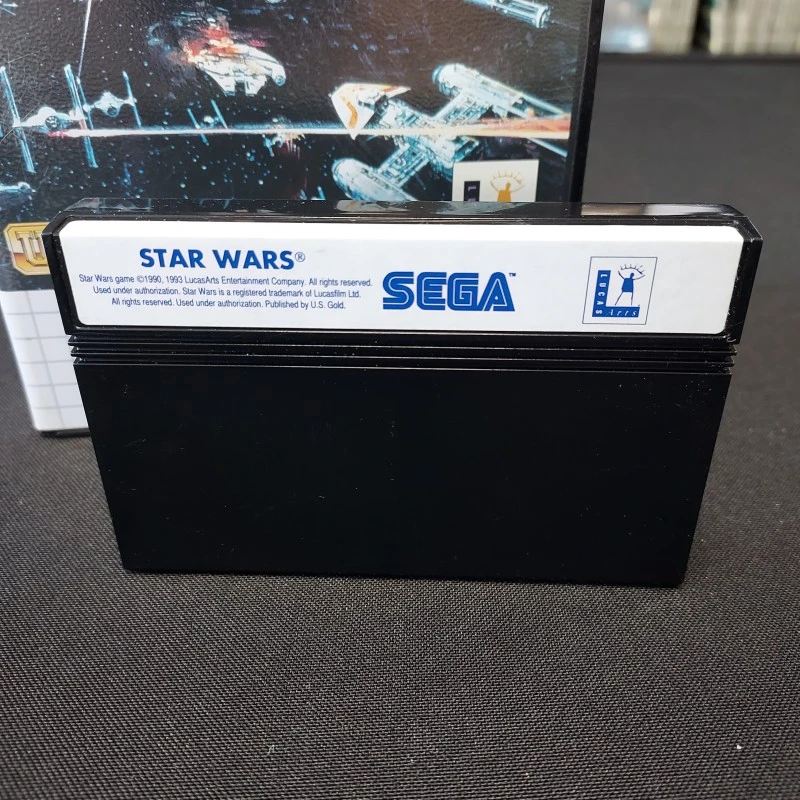 STAR WARS®
Star Wars game ©1990, 1993 LucasArts Entertainment Company. All rights reserved.
Used under authorization. Star Wars is a registered trademark of Lucasfilm Ltd.
All rights reserved. Used under authorization. Published by U.S. Gold.
SEGA™
LUCAS
Arts